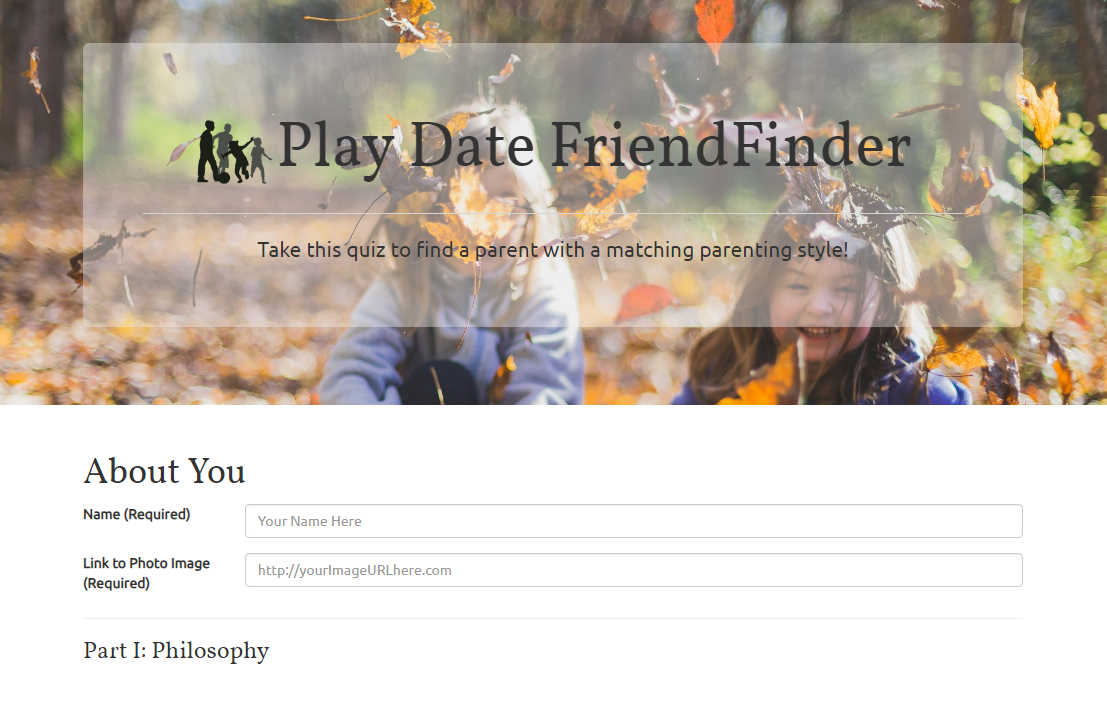 Play Date FriendFinder
Take this quiz to find a parent with a matching parenting style!
About You
Name (Required)
Your Name Here
Link to Photo Image
(Required)
http://yourImageURLhere.com
Part I: Philosophy